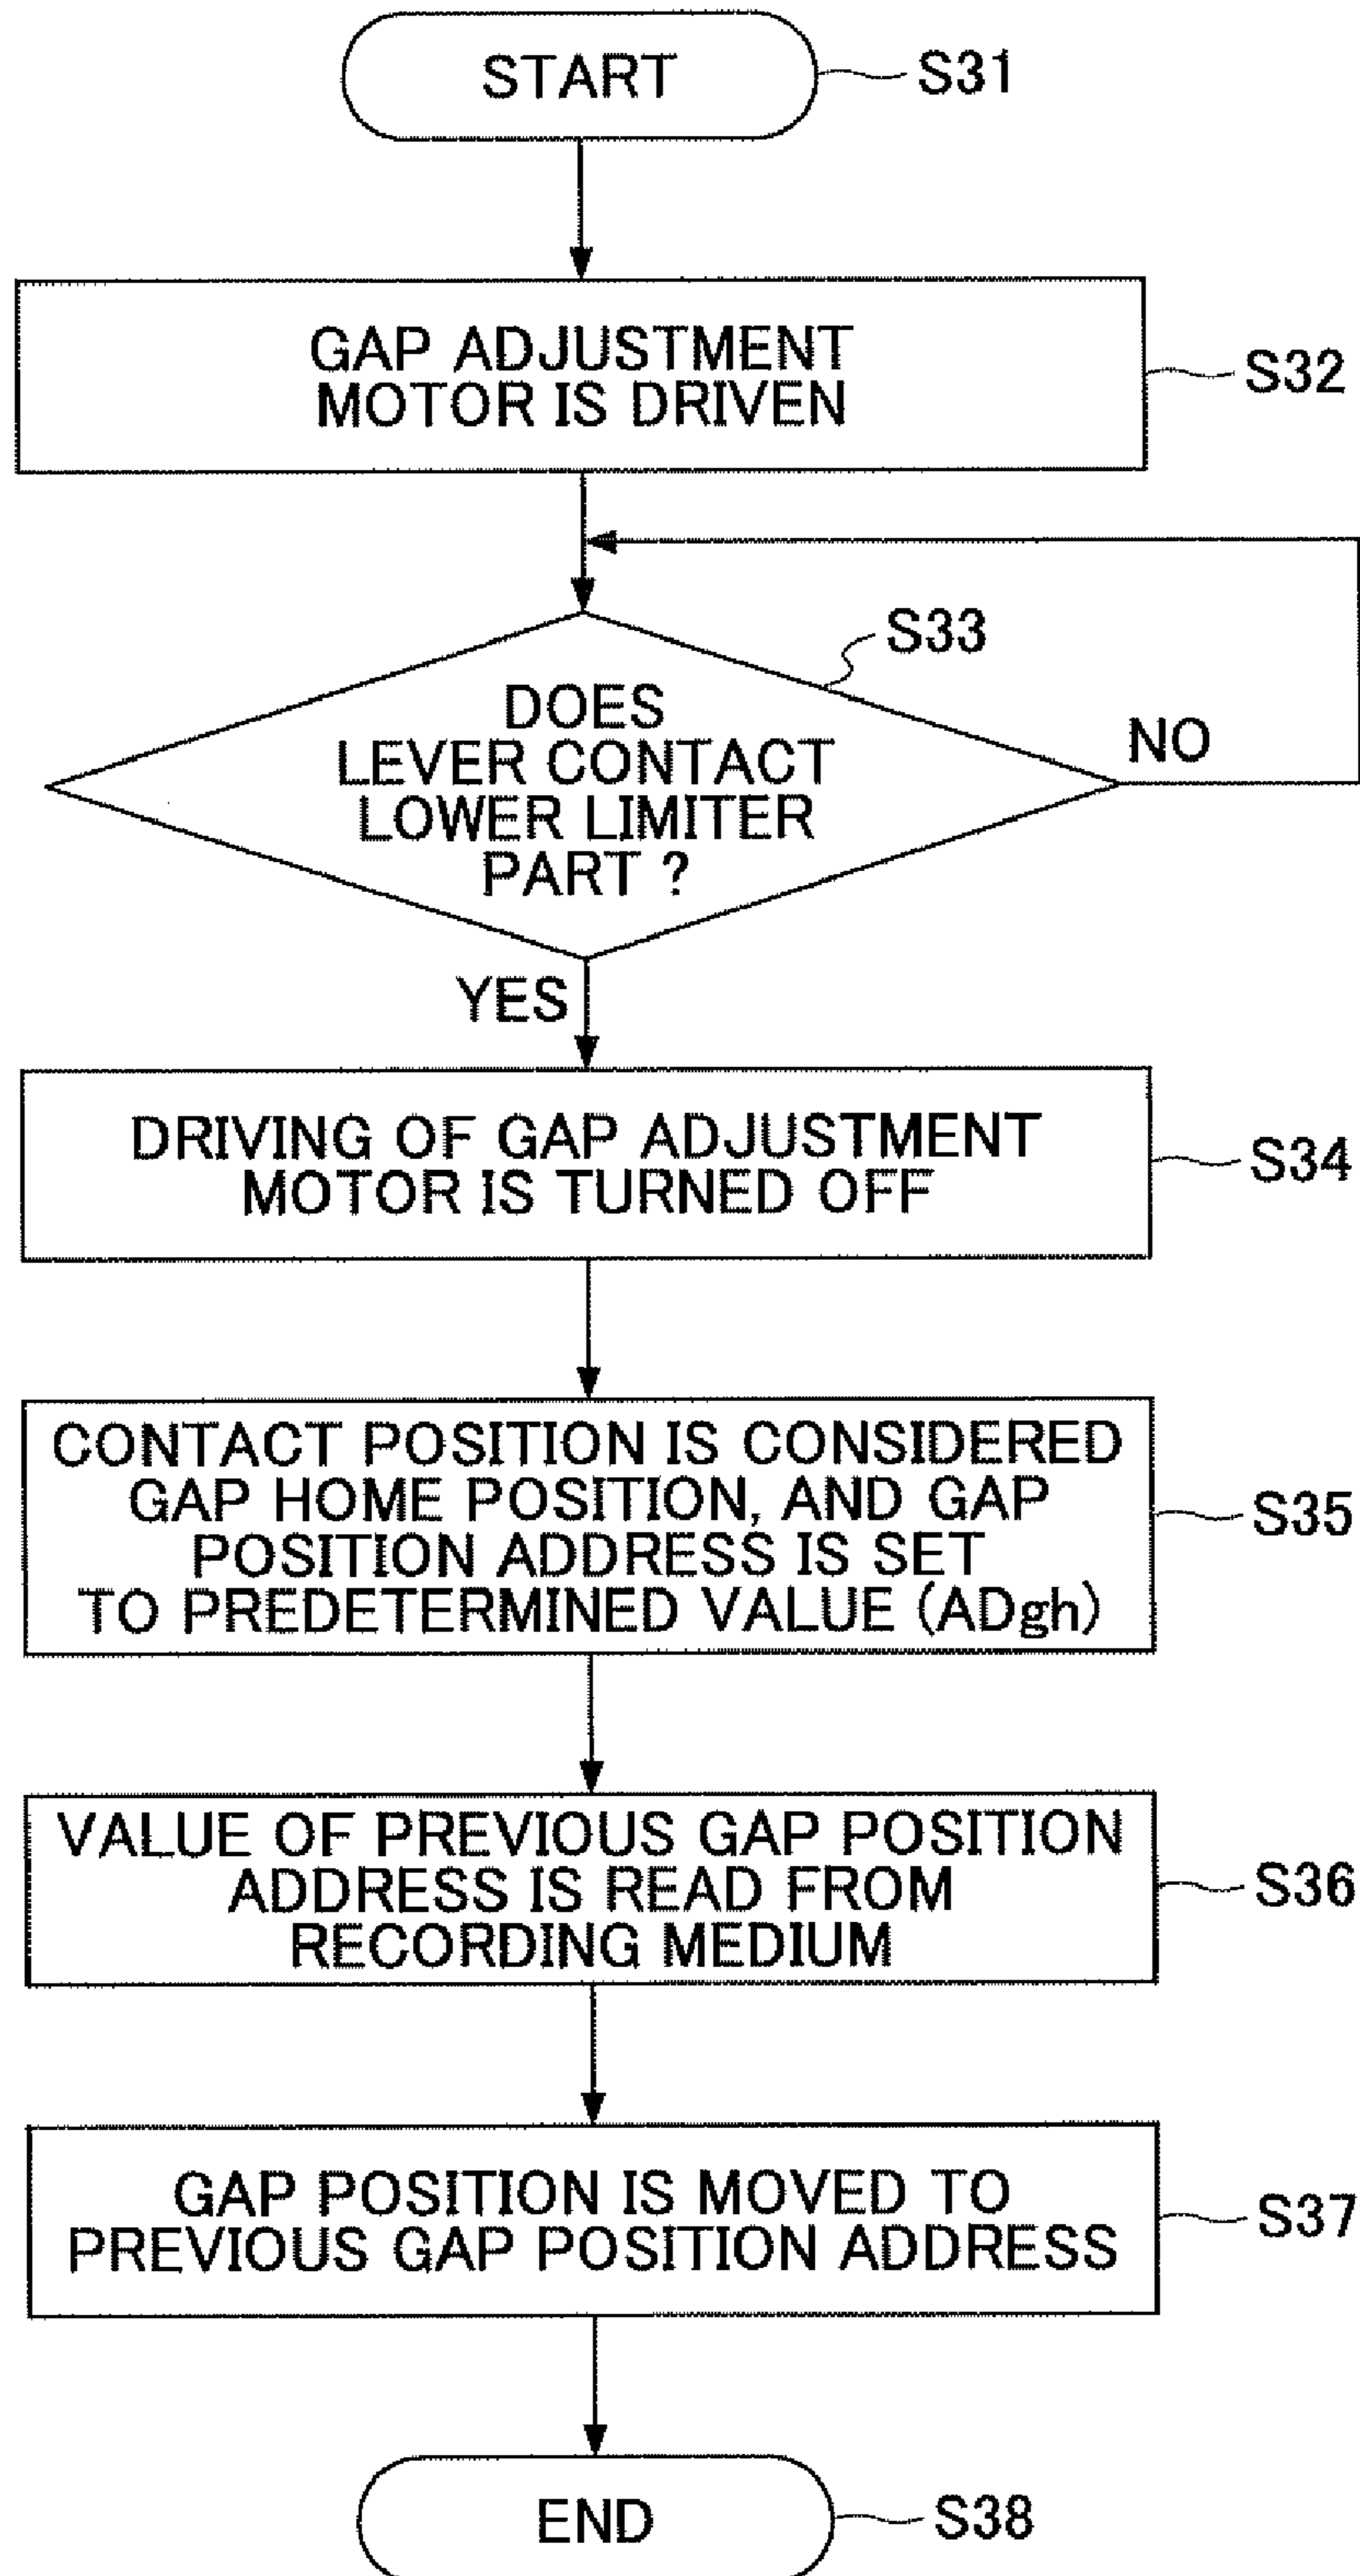 START
S31
GAP ADJUSTMENT
MOTOR IS DRIVEN
S32
S33
DOES
LEVER CONTACT
LOWER LIMITER
PART ?
NO
YES
DRIVING OF GAP ADJUSTMENT
MOTOR IS TURNED OFF
S34
CONTACT POSITION IS CONSIDERED
GAP HOME POSITION, AND GAP
POSITION ADDRESS IS SET
TO PREDETERMINED VALUE (ADgh)
S35
VALUE OF PREVIOUS GAP POSITION
ADDRESS IS READ FROM
RECORDING MEDIUM
S36
GAP POSITION IS MOVED TO
PREVIOUS GAP POSITION ADDRESS
S37
END
S38